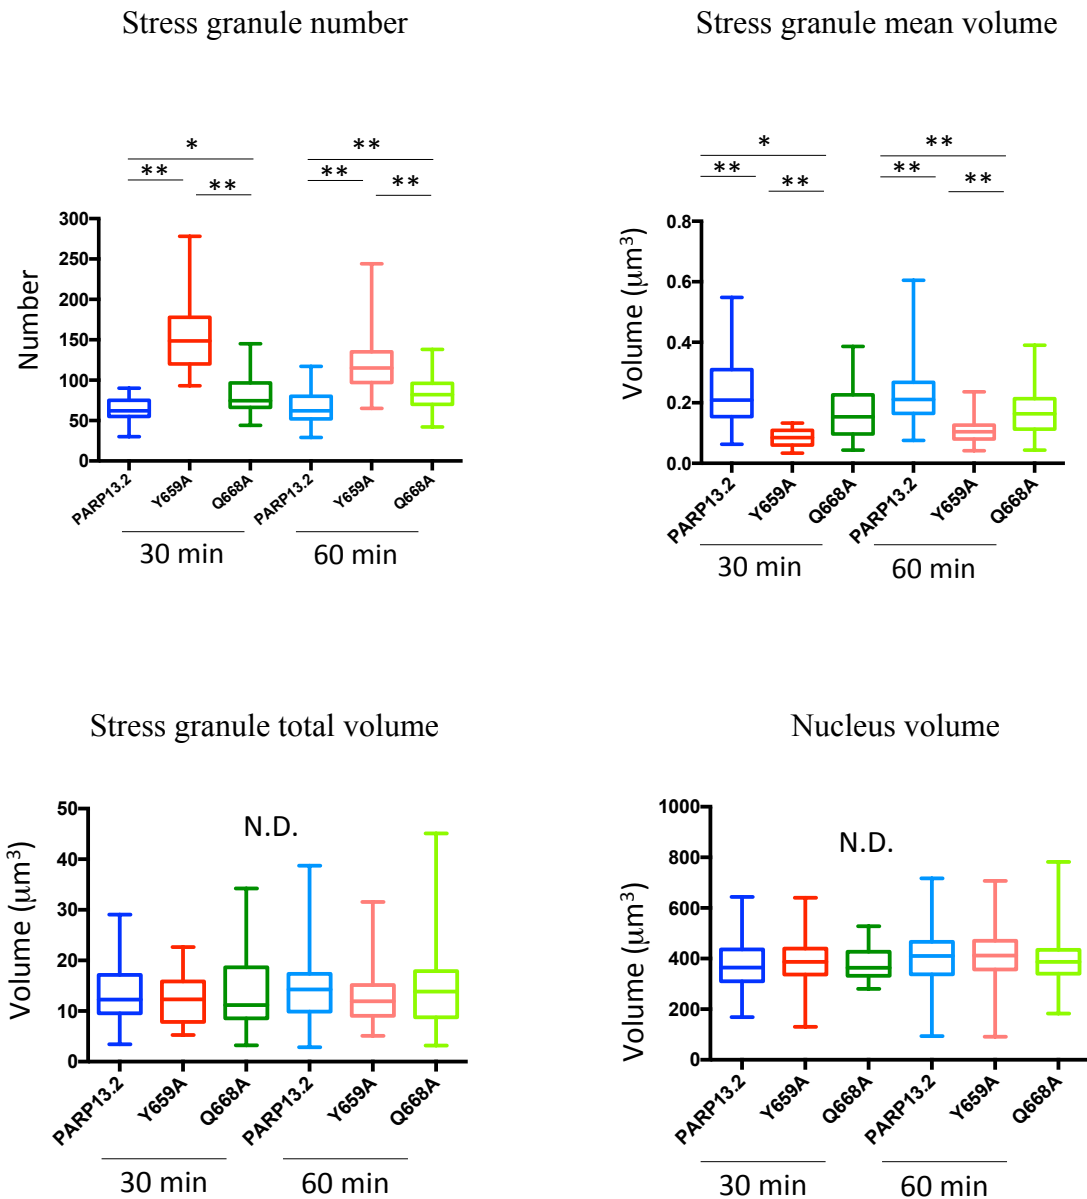 Stress granule number
*
**
**
**
**
**
Number
300
250
200
150
100
50
0
PARP13.2
Y659A
Q668A
PARP13.2
Y659A
Q668A
30 min
60 min
Stress granule mean volume
*
**
**
**
**
**
Volume (μm³)
0.8
0.6
0.4
0.2
0.0
PARP13.2
Y659A
Q668A
PARP13.2
Y659A
Q668A
30 min
60 min
Stress granule total volume
N.D.
Volume (μm³)
50
40
30
20
10
0
PARP13.2
Y659A
Q668A
PARP13.2
Y659A
Q668A
30 min
60 min
Nucleus volume
N.D.
Volume (μm³)
1000
800
600
400
200
0
PARP13.2
Y659A
Q668A
PARP13.2
Y659A
Q668A
30 min
60 min